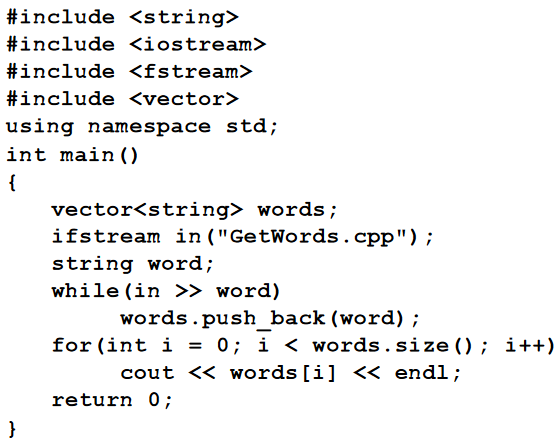 #include <string>
#include <iostream>
#include <fstream>
#include <vector>
using namespace std;
int main()
{
vector<string> words;
ifstream in("GetWords.cpp");
string word;
while(in >> word)
words.push_back(word);
for(int i = 0; i < words.size(); i++)
cout << words[i] << endl;
return 0;
}